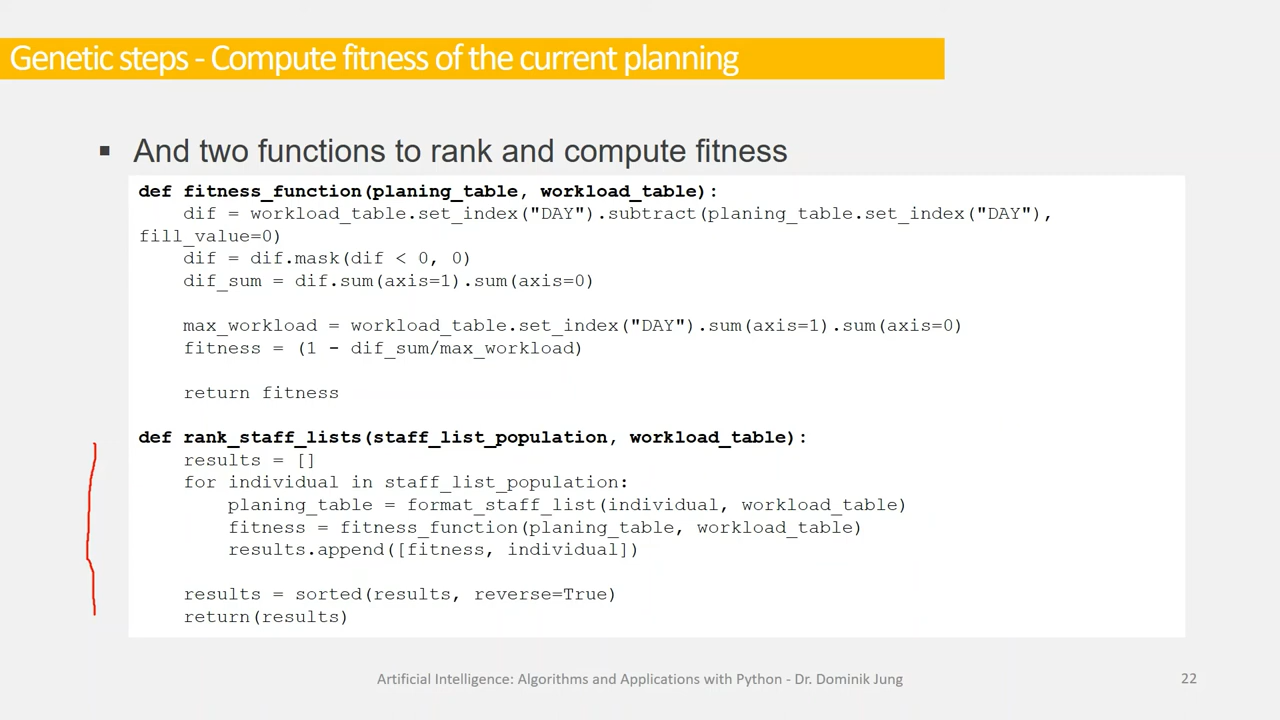 Genetic steps - Compute fitness of the current planning
▪ And two functions to rank and compute fitness
def fitness_function(planing_table, workload_table):
    dif = workload_table.set_index("DAY").subtract(planing_table.set_index("DAY"),
fill_value=0)
    dif = dif.mask(dif < 0, 0)
    dif_sum = dif.sum(axis=1).sum(axis=0)
    max_workload = workload_table.set_index("DAY").sum(axis=1).sum(axis=0)
    fitness = (1 - dif_sum/max_workload)
    return fitness
def rank_staff_lists(staff_list_population, workload_table):
    results = []
    for individual in staff_list_population:
        planing_table = format_staff_list(individual, workload_table)
        fitness = fitness_function(planing_table, workload_table)
        results.append([fitness, individual])
    results = sorted(results, reverse=True)
    return(results)
Artificial Intelligence: Algorithms and Applications with Python - Dr. Dominik Jung
22